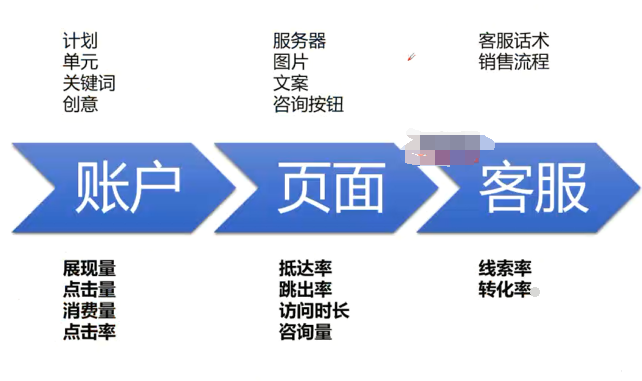 计划
单元
关键词
创意
服务器
图片
文案
咨询按钮
客服话术
销售流程
账户
页面
客服
展现量
点击量
消费量
点击率
抵达率
跳出率
访问时长
咨询量
线索率
转化率